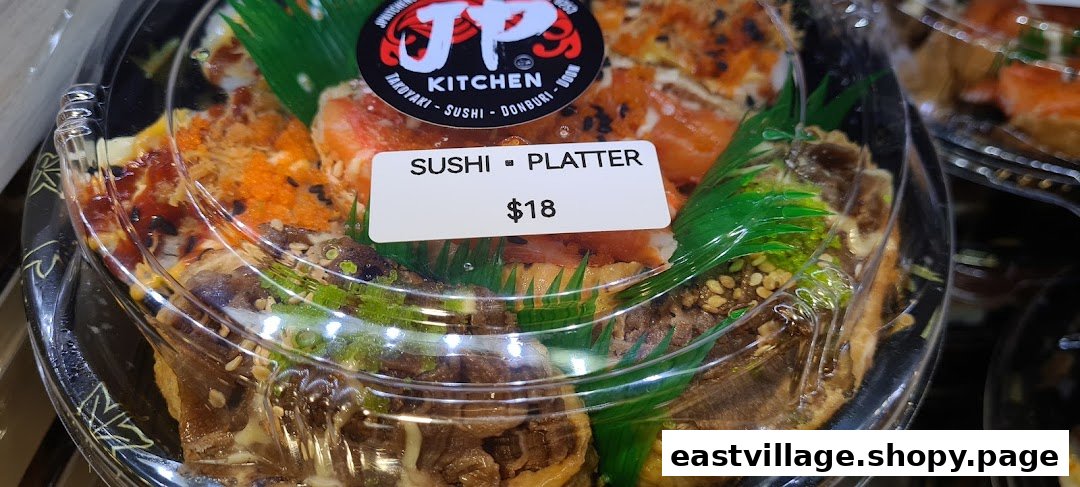 JP
KITCHEN
TAKOYAKI - SUSHI - DONBURI - UDON
SUSHI - PLATTER
$18
eastvillage.shopy.page